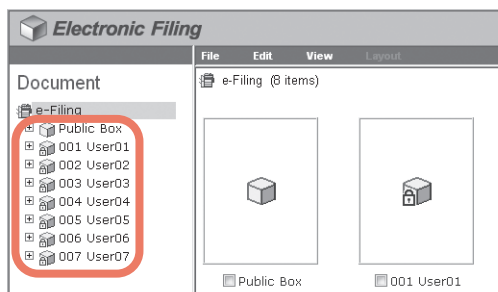 Electronic Filing
File Edit View Layout
Document
e-Filing (8 items)
e-Filing
Public Box
001 User01
002 User02
003 User03
004 User04
005 User05
006 User06
007 User07
Public Box
001 User01